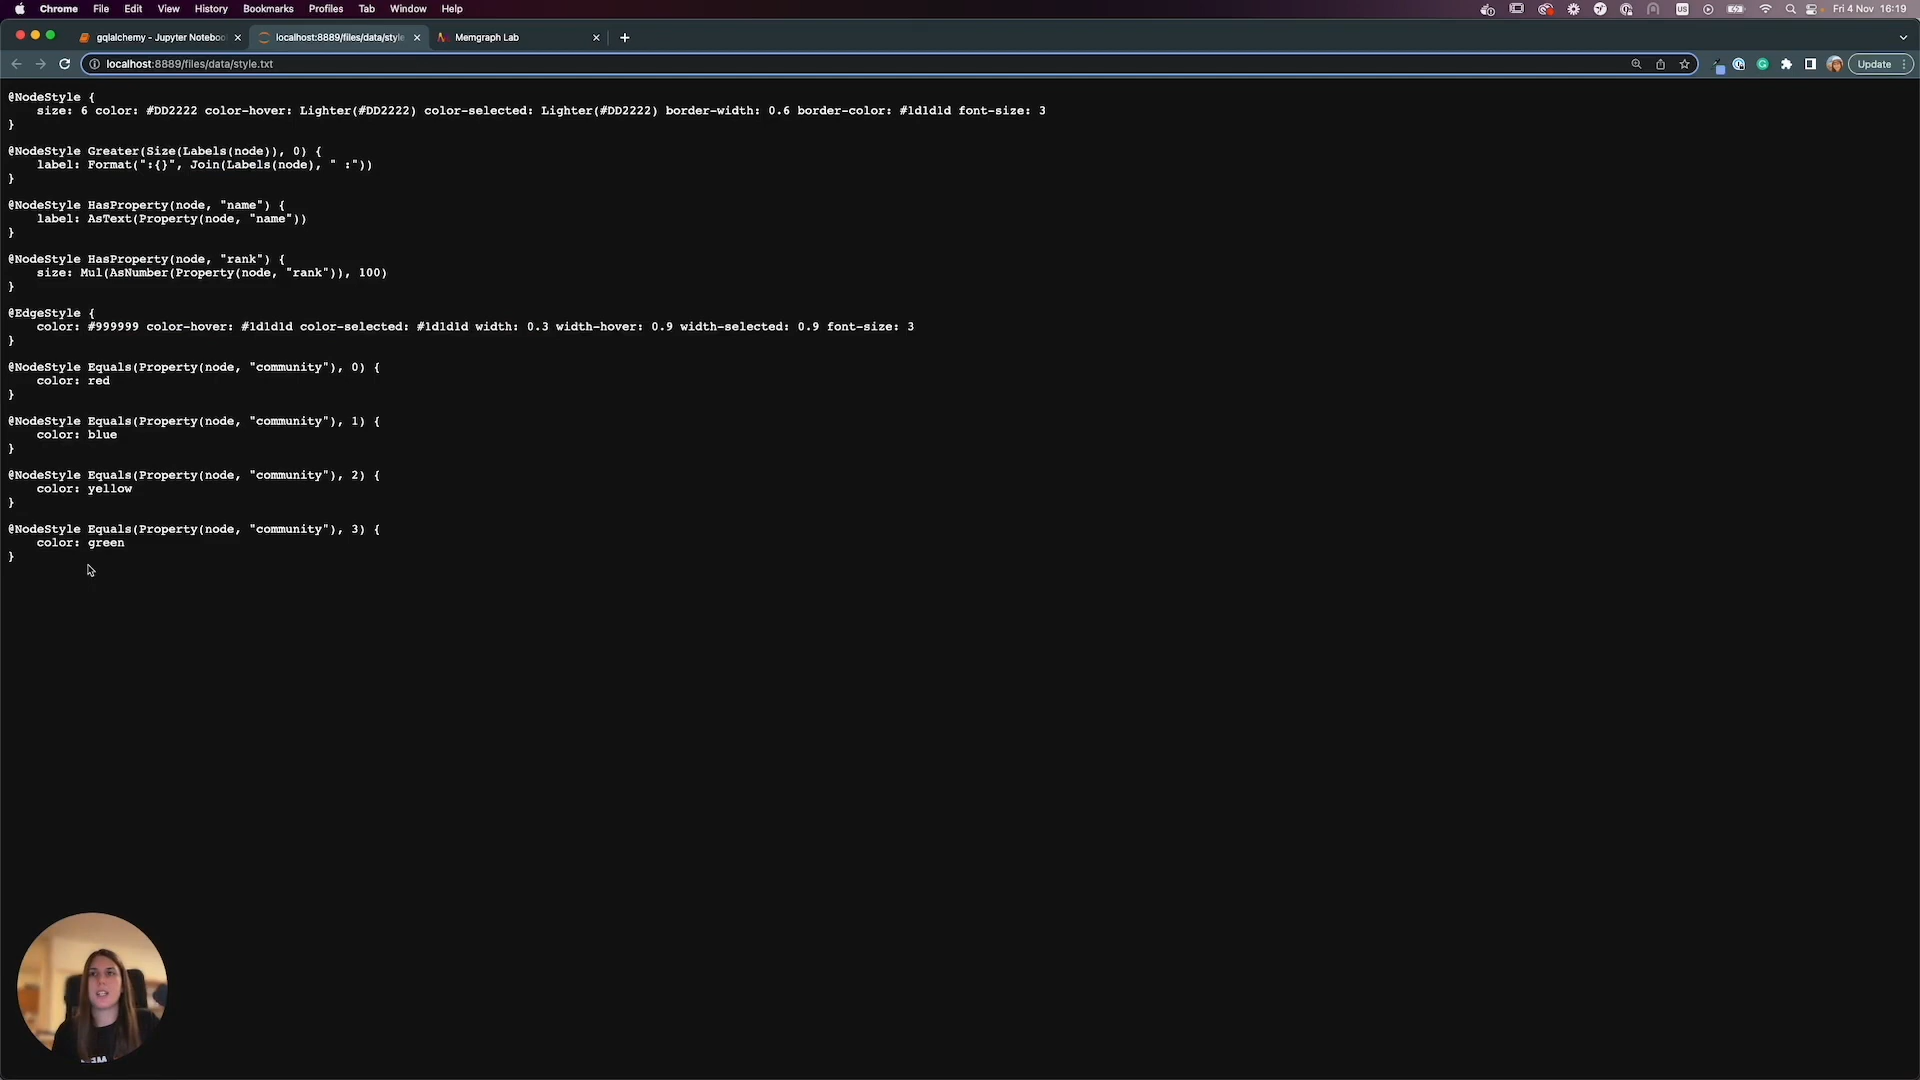 Chrome File Edit View History Bookmarks Profiles Tab Window Help US Fri 4 Nov 16:19
gqlalchemy - Jupyter Notebo localhost:8889/files/data/style Memgraph Lab
localhost:8889/files/data/style.txt Update
@NodeStyle {
size: 6 color: #DD2222 color-hover: Lighter(#DD2222) color-selected: Lighter(#DD2222) border-width: 0.6 border-color: #1d1d1d font-size: 3
}
@NodeStyle Greater(Size(Labels(node)), 0) {
label: Format(":{}", Join(Labels(node), " :"))
}
@NodeStyle HasProperty(node, "name") {
label: AsText(Property(node, "name"))
}
@NodeStyle HasProperty(node, "rank") {
size: Mul(AsNumber(Property(node, "rank")), 100)
}
@EdgeStyle {
color: #999999 color-hover: #1d1d1d color-selected: #1d1d1d width: 0.3 width-hover: 0.9 width-selected: 0.9 font-size: 3
}
@NodeStyle Equals(Property(node, "community"), 0) {
color: red
}
@NodeStyle Equals(Property(node, "community"), 1) {
color: blue
}
@NodeStyle Equals(Property(node, "community"), 2) {
color: yellow
}
@NodeStyle Equals(Property(node, "community"), 3) {
color: green
}